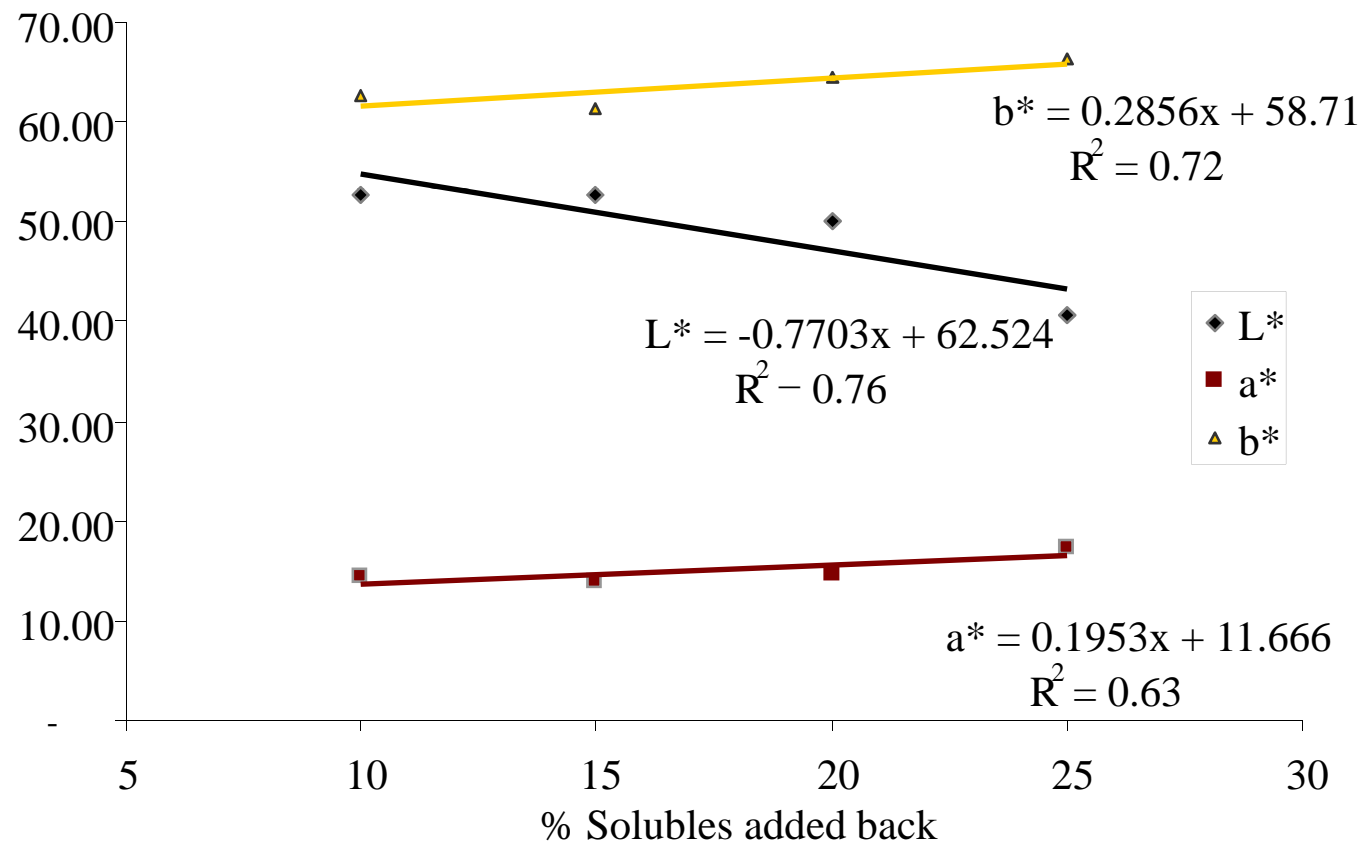 70.00
60.00
50.00
40.00
30.00
20.00
10.00
-
b* = 0.2856x + 58.71
R² = 0.72
L* = -0.7703x + 62.524
R² − 0.76
L*
a*
b*
a* = 0.1953x + 11.666
R² = 0.63
5 10 15 20 25 30
% Solubles added back